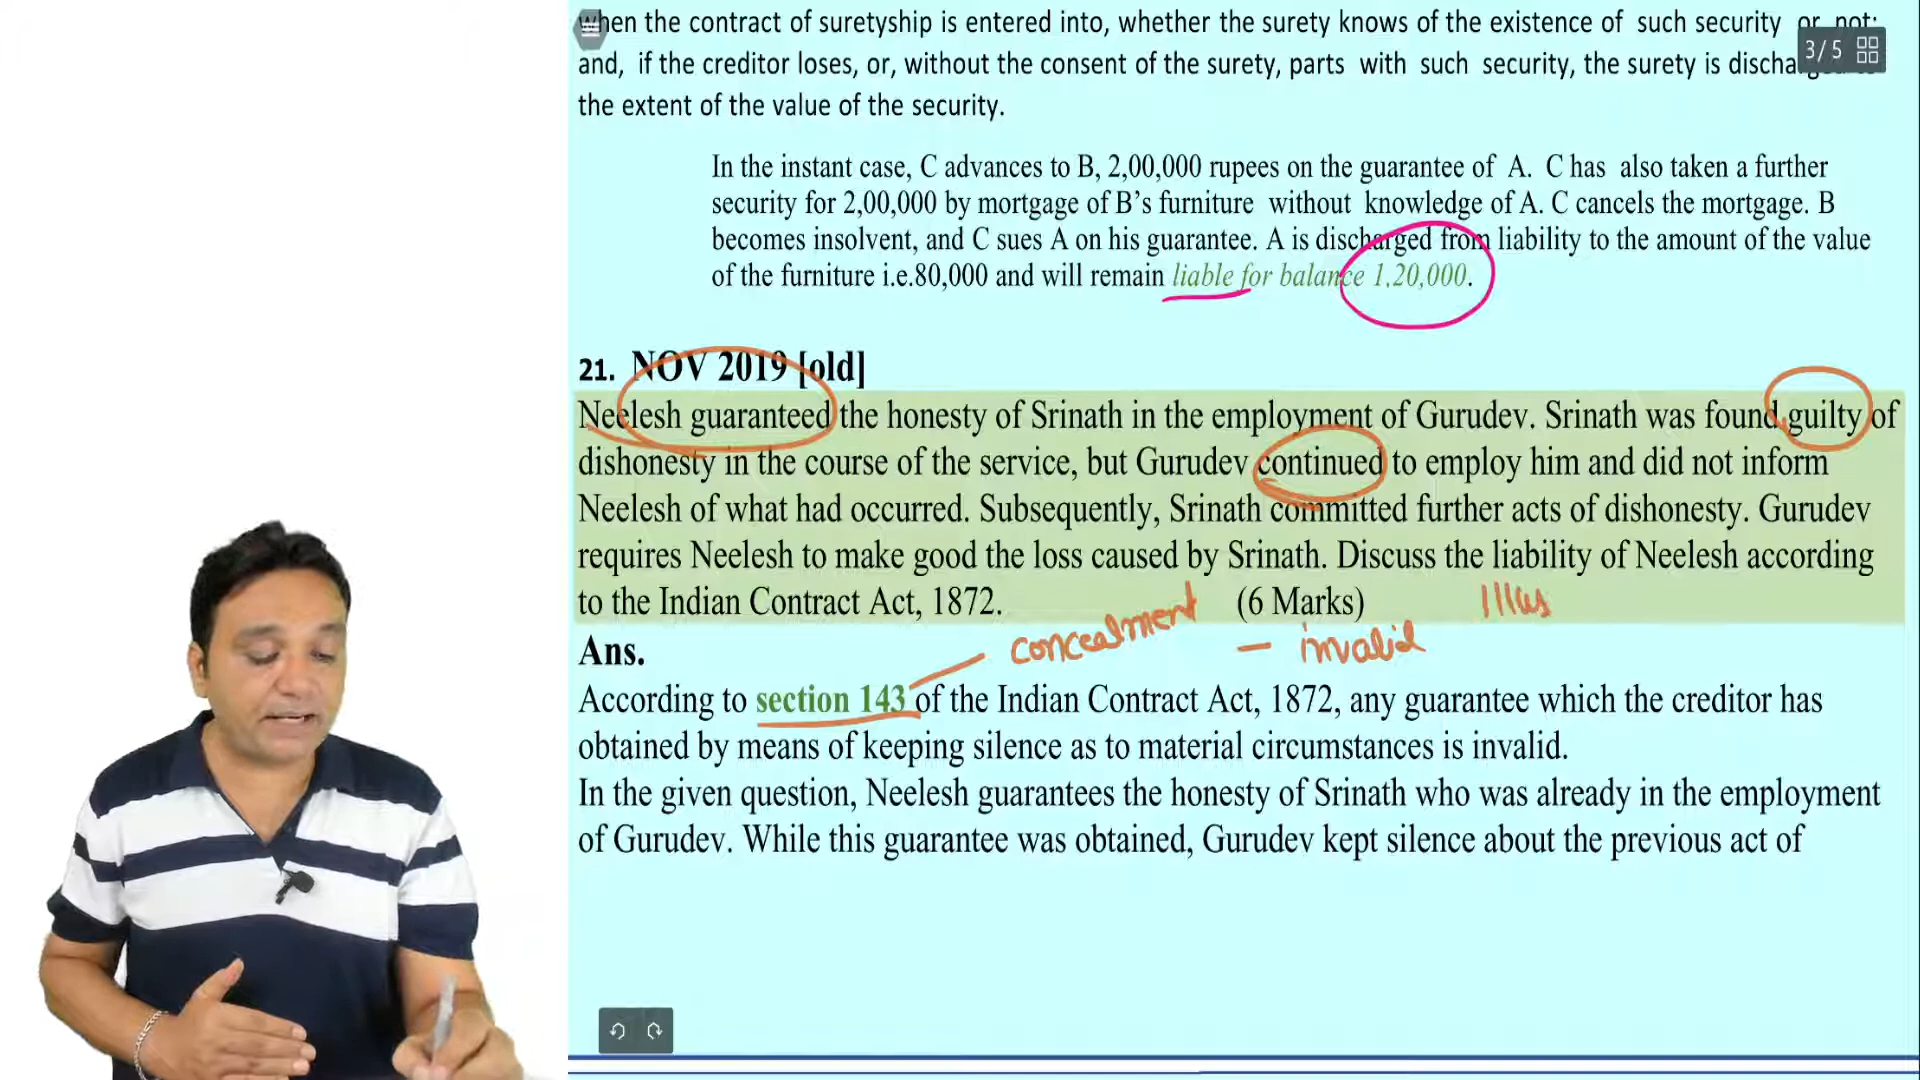 when the contract of suretyship is entered into, whether the surety knows of the existence of such security or not;
and, if the creditor loses, or, without the consent of the surety, parts with such security, the surety is discharged to
3/5
the extent of the value of the security.
In the instant case, C advances to B, 2,00,000 rupees on the guarantee of A. C has also taken a further
security for 2,00,000 by mortgage of B's furniture without knowledge of A. C cancels the mortgage. B
becomes insolvent, and C sues A on his guarantee. A is discharged from liability to the amount of the value
of the furniture i.e.80,000 and will remain liable for balance 1,20,000.
21. NOV 2019 [old]
Neelesh guaranteed the honesty of Srinath in the employment of Gurudev. Srinath was found guilty of
dishonesty in the course of the service, but Gurudev continued to employ him and did not inform
Neelesh of what had occurred. Subsequently, Srinath committed further acts of dishonesty. Gurudev
requires Neelesh to make good the loss caused by Srinath. Discuss the liability of Neelesh according
to the Indian Contract Act, 1872. (6 Marks) Illus
Ans. concealment - invalid
According to section 143 of the Indian Contract Act, 1872, any guarantee which the creditor has
obtained by means of keeping silence as to material circumstances is invalid.
In the given question, Neelesh guarantees the honesty of Srinath who was already in the employment
of Gurudev. While this guarantee was obtained, Gurudev kept silence about the previous act of